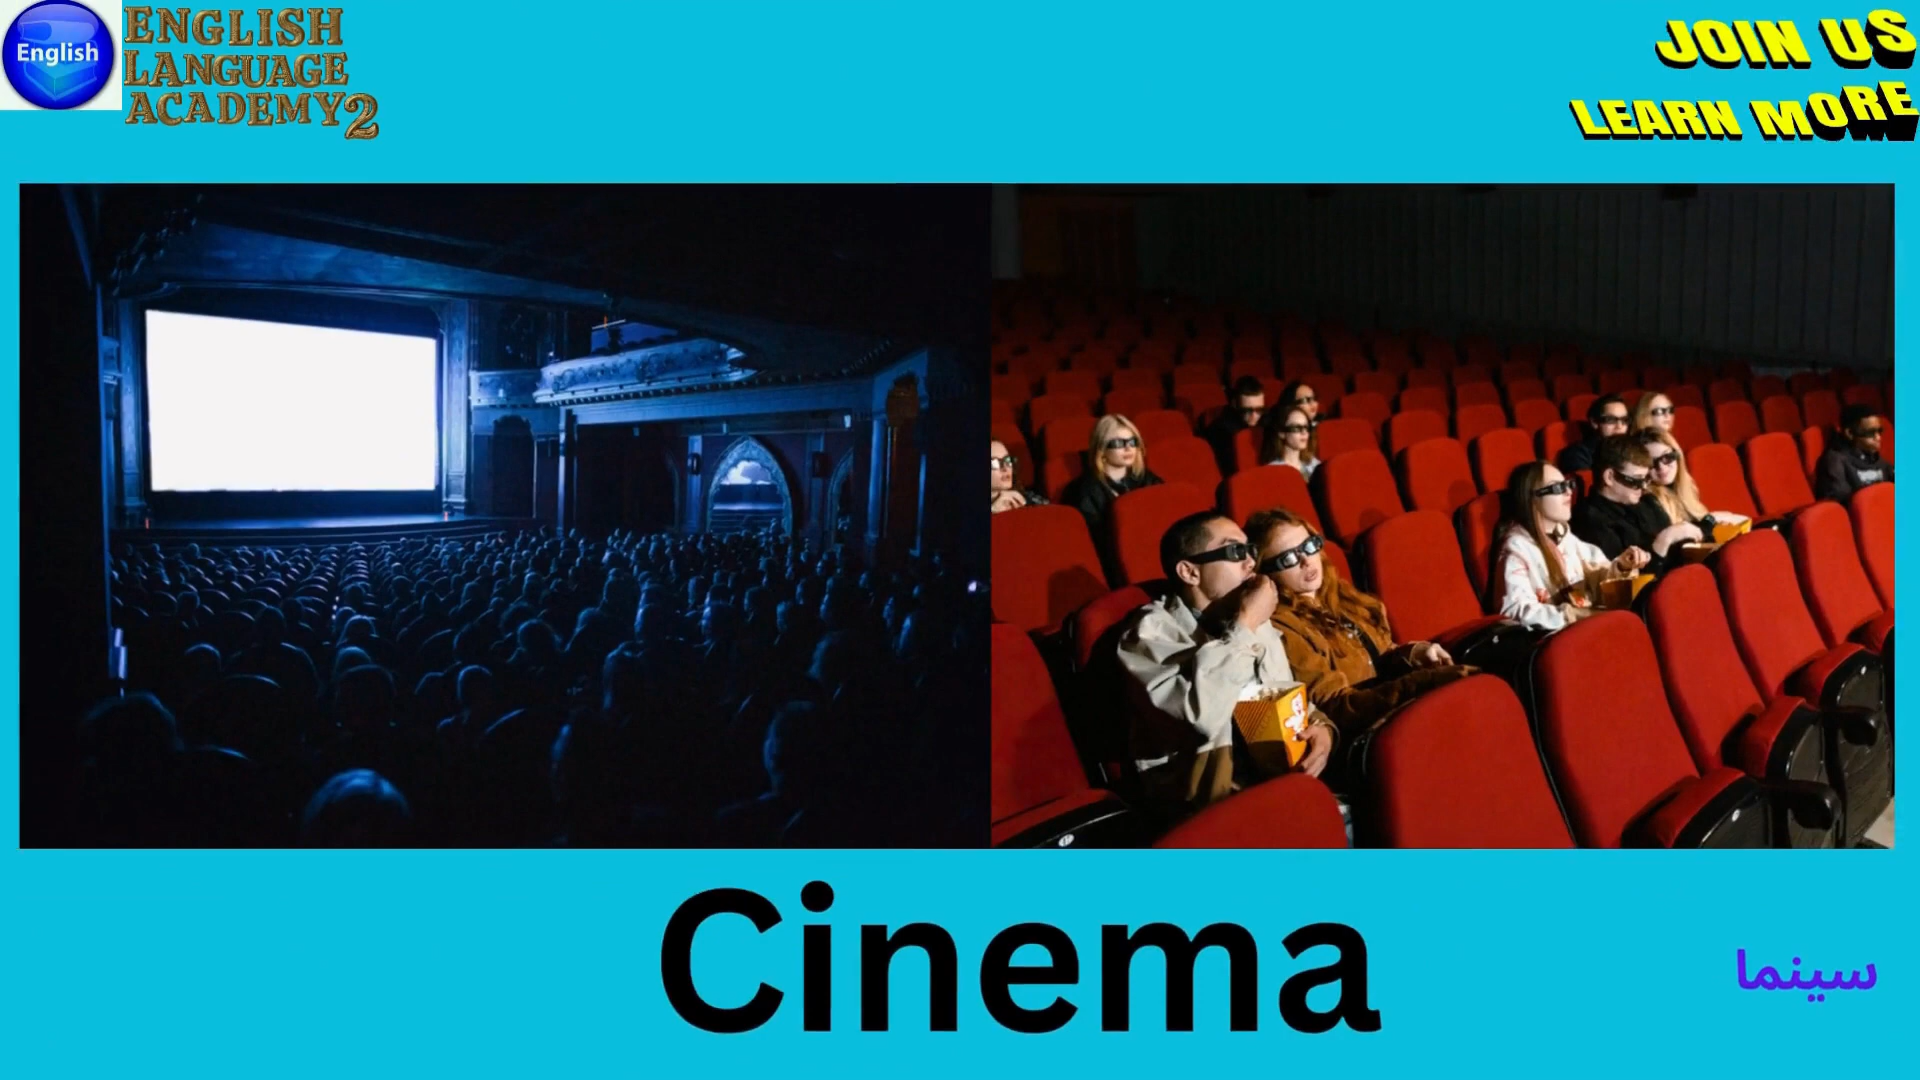 English
ENGLISH
LANGUAGE
ACADEMY2
JOIN US
LEARN MORE
Cinema
سينما